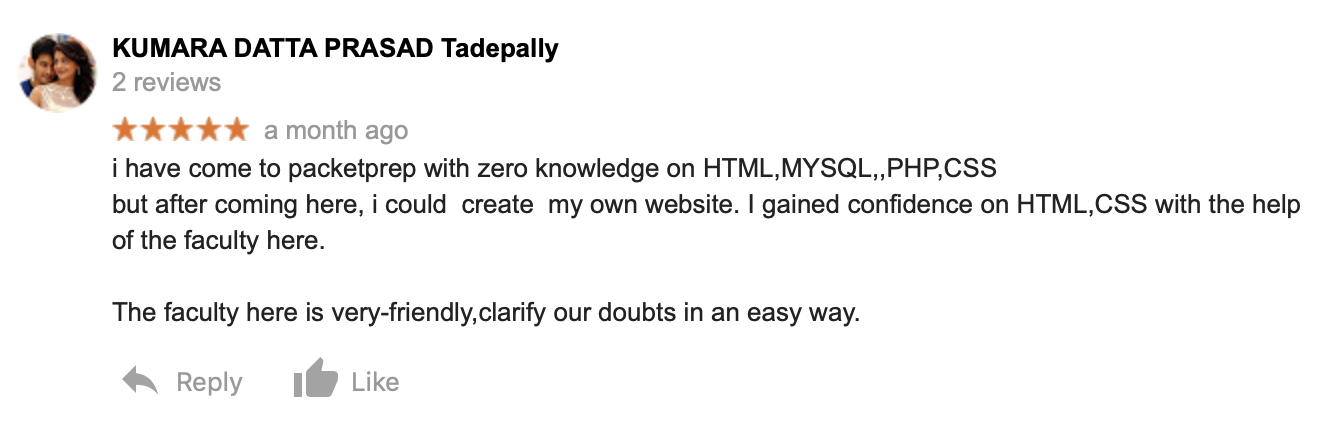 KUMARA DATTA PRASAD Tadepally
2 reviews
a month ago
i have come to packetprep with zero knowledge on HTML,MYSQL,,PHP,CSS
but after coming here, i could  create  my own website. I gained confidence on HTML,CSS with the help
of the faculty here.
The faculty here is very-friendly,clarify our doubts in an easy way.
Reply Like